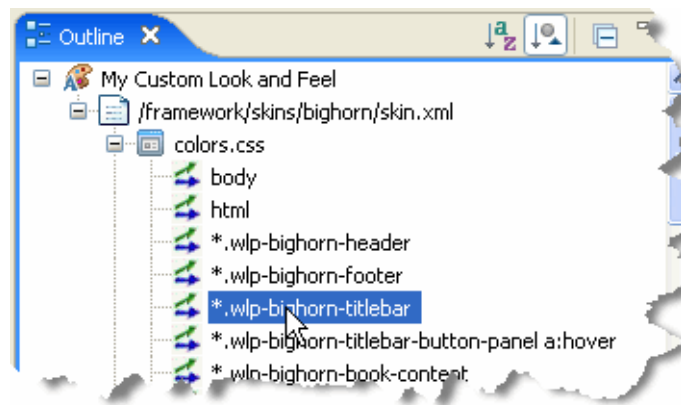 Outline
My Custom Look and Feel
/framework/skins/bighorn/skin.xml
colors.css
body
html
*.wlp-bighorn-header
*.wlp-bighorn-footer
*.wlp-bighorn-titlebar
*.wlp-bighorn-titlebar-button-panel a:hover
*.wlp-bighorn-book-content